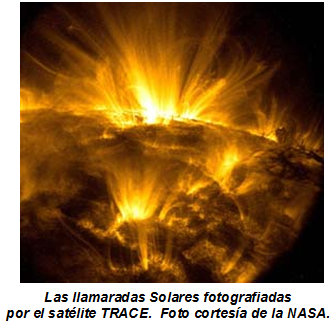 Las llamaradas Solares fotografiadas
por el satélite TRACE.  Foto cortesía de la NASA.